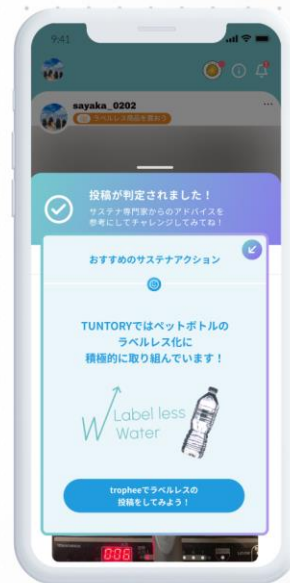 9:41
sayaka_0202
ラベルレス商品を買おう
投稿が判定されました！
サステナ専門家からのアドバイスを
参考にしてチャレンジしてみてね！
おすすめのサステナアクション
TUNTORYではペットボトルの
ラベルレス化に
積極的に取り組んでいます！
W Label less
Water
tropheeでラベルレスの
投稿をしてみよう！
0:06